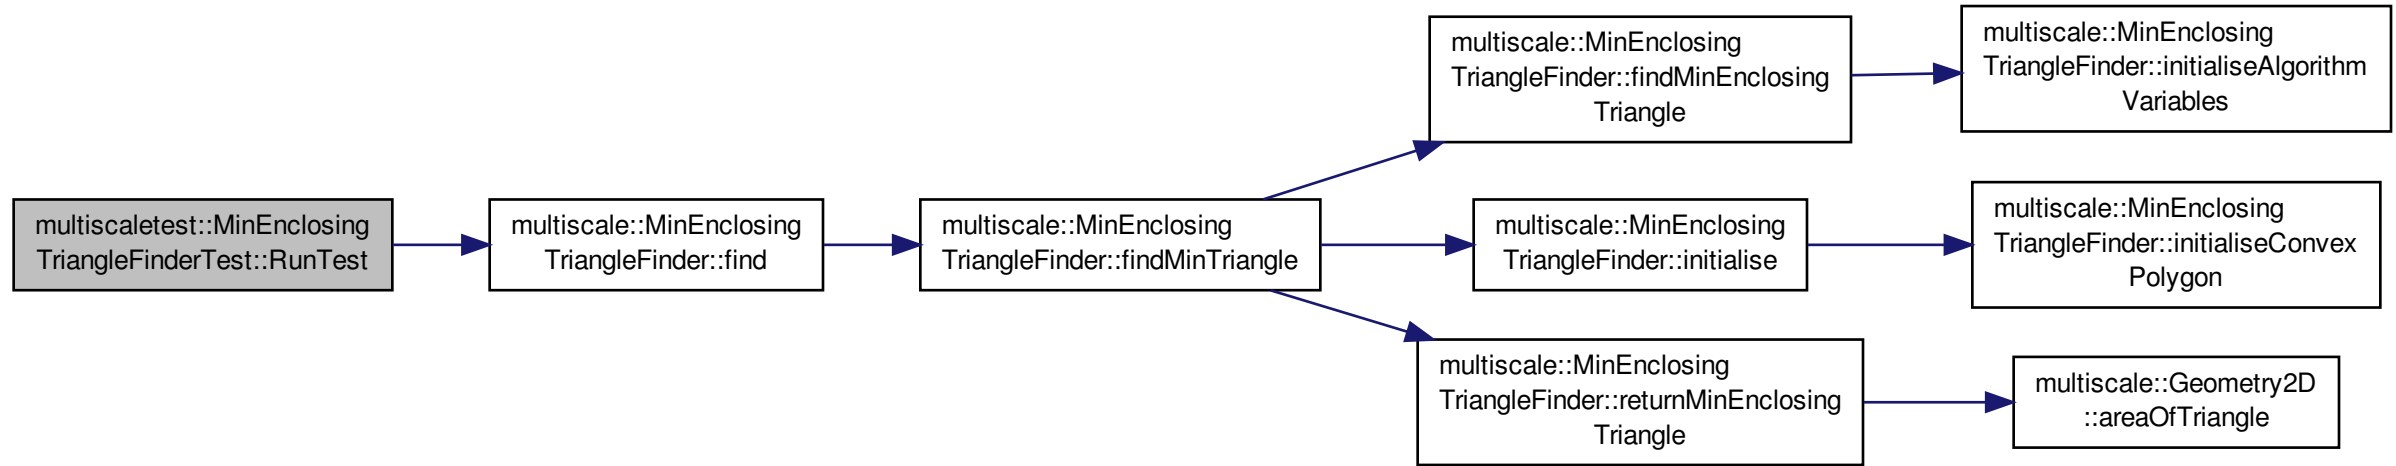 multiscaletest::MinEnclosing
TriangleFinderTest::RunTest
multiscale::MinEnclosing
TriangleFinder::find
multiscale::MinEnclosing
TriangleFinder::findMinTriangle
multiscale::MinEnclosing
TriangleFinder::findMinEnclosing
Triangle
multiscale::MinEnclosing
TriangleFinder::initialiseAlgorithm
Variables
multiscale::MinEnclosing
TriangleFinder::initialise
multiscale::MinEnclosing
TriangleFinder::initialiseConvex
Polygon
multiscale::MinEnclosing
TriangleFinder::returnMinEnclosing
Triangle
multiscale::Geometry2D
::areaOfTriangle